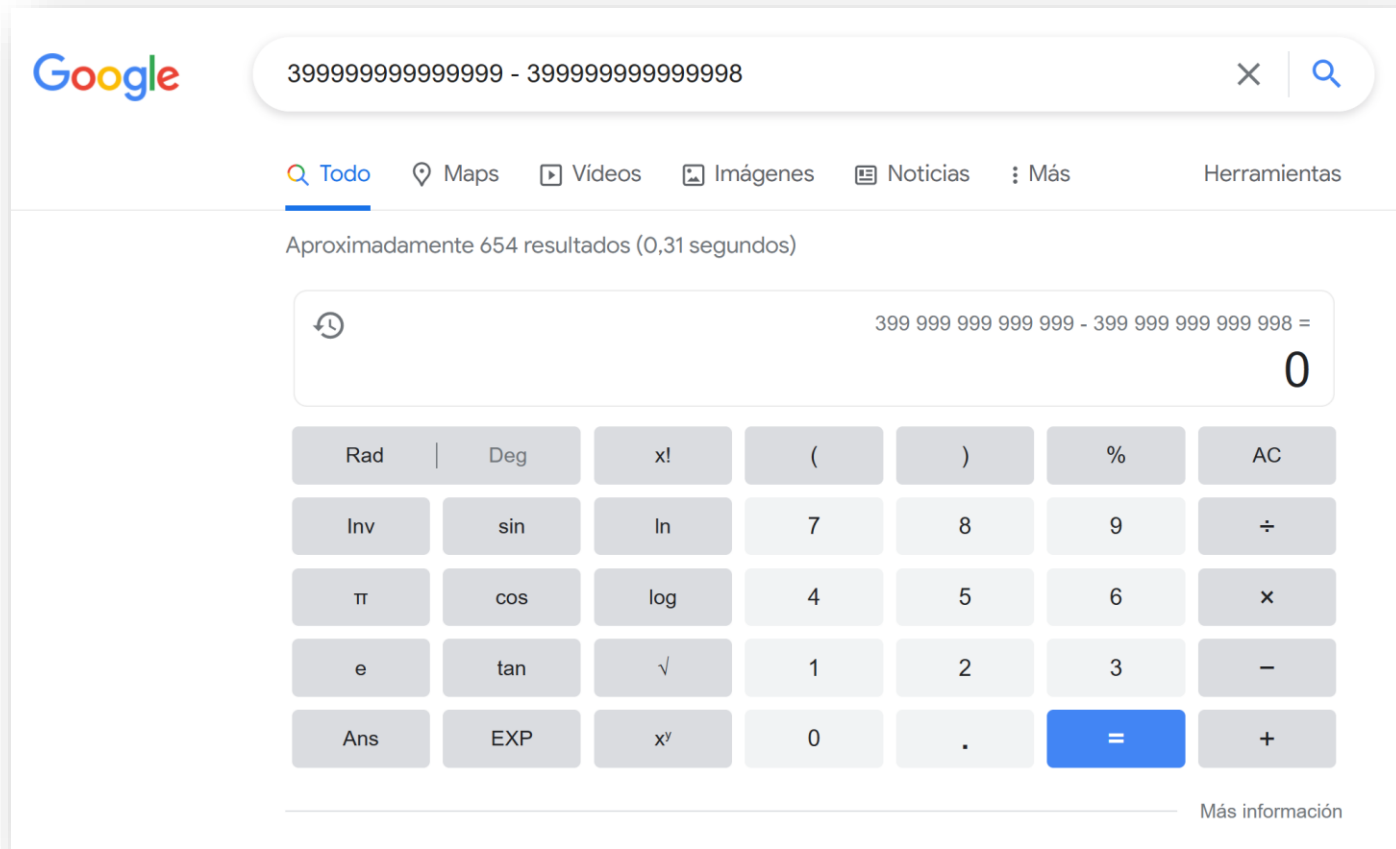 Google
399999999999999 - 399999999999998
Todo Maps Vídeos Imágenes Noticias Más Herramientas
Aproximadamente 654 resultados (0,31 segundos)
399 999 999 999 999 - 399 999 999 999 998 =
0
Rad | Deg x! ( ) % AC
Inv sin ln 7 8 9 ÷
π cos log 4 5 6 ×
e tan √ 1 2 3 −
Ans EXP xʸ 0 . = +
Más información